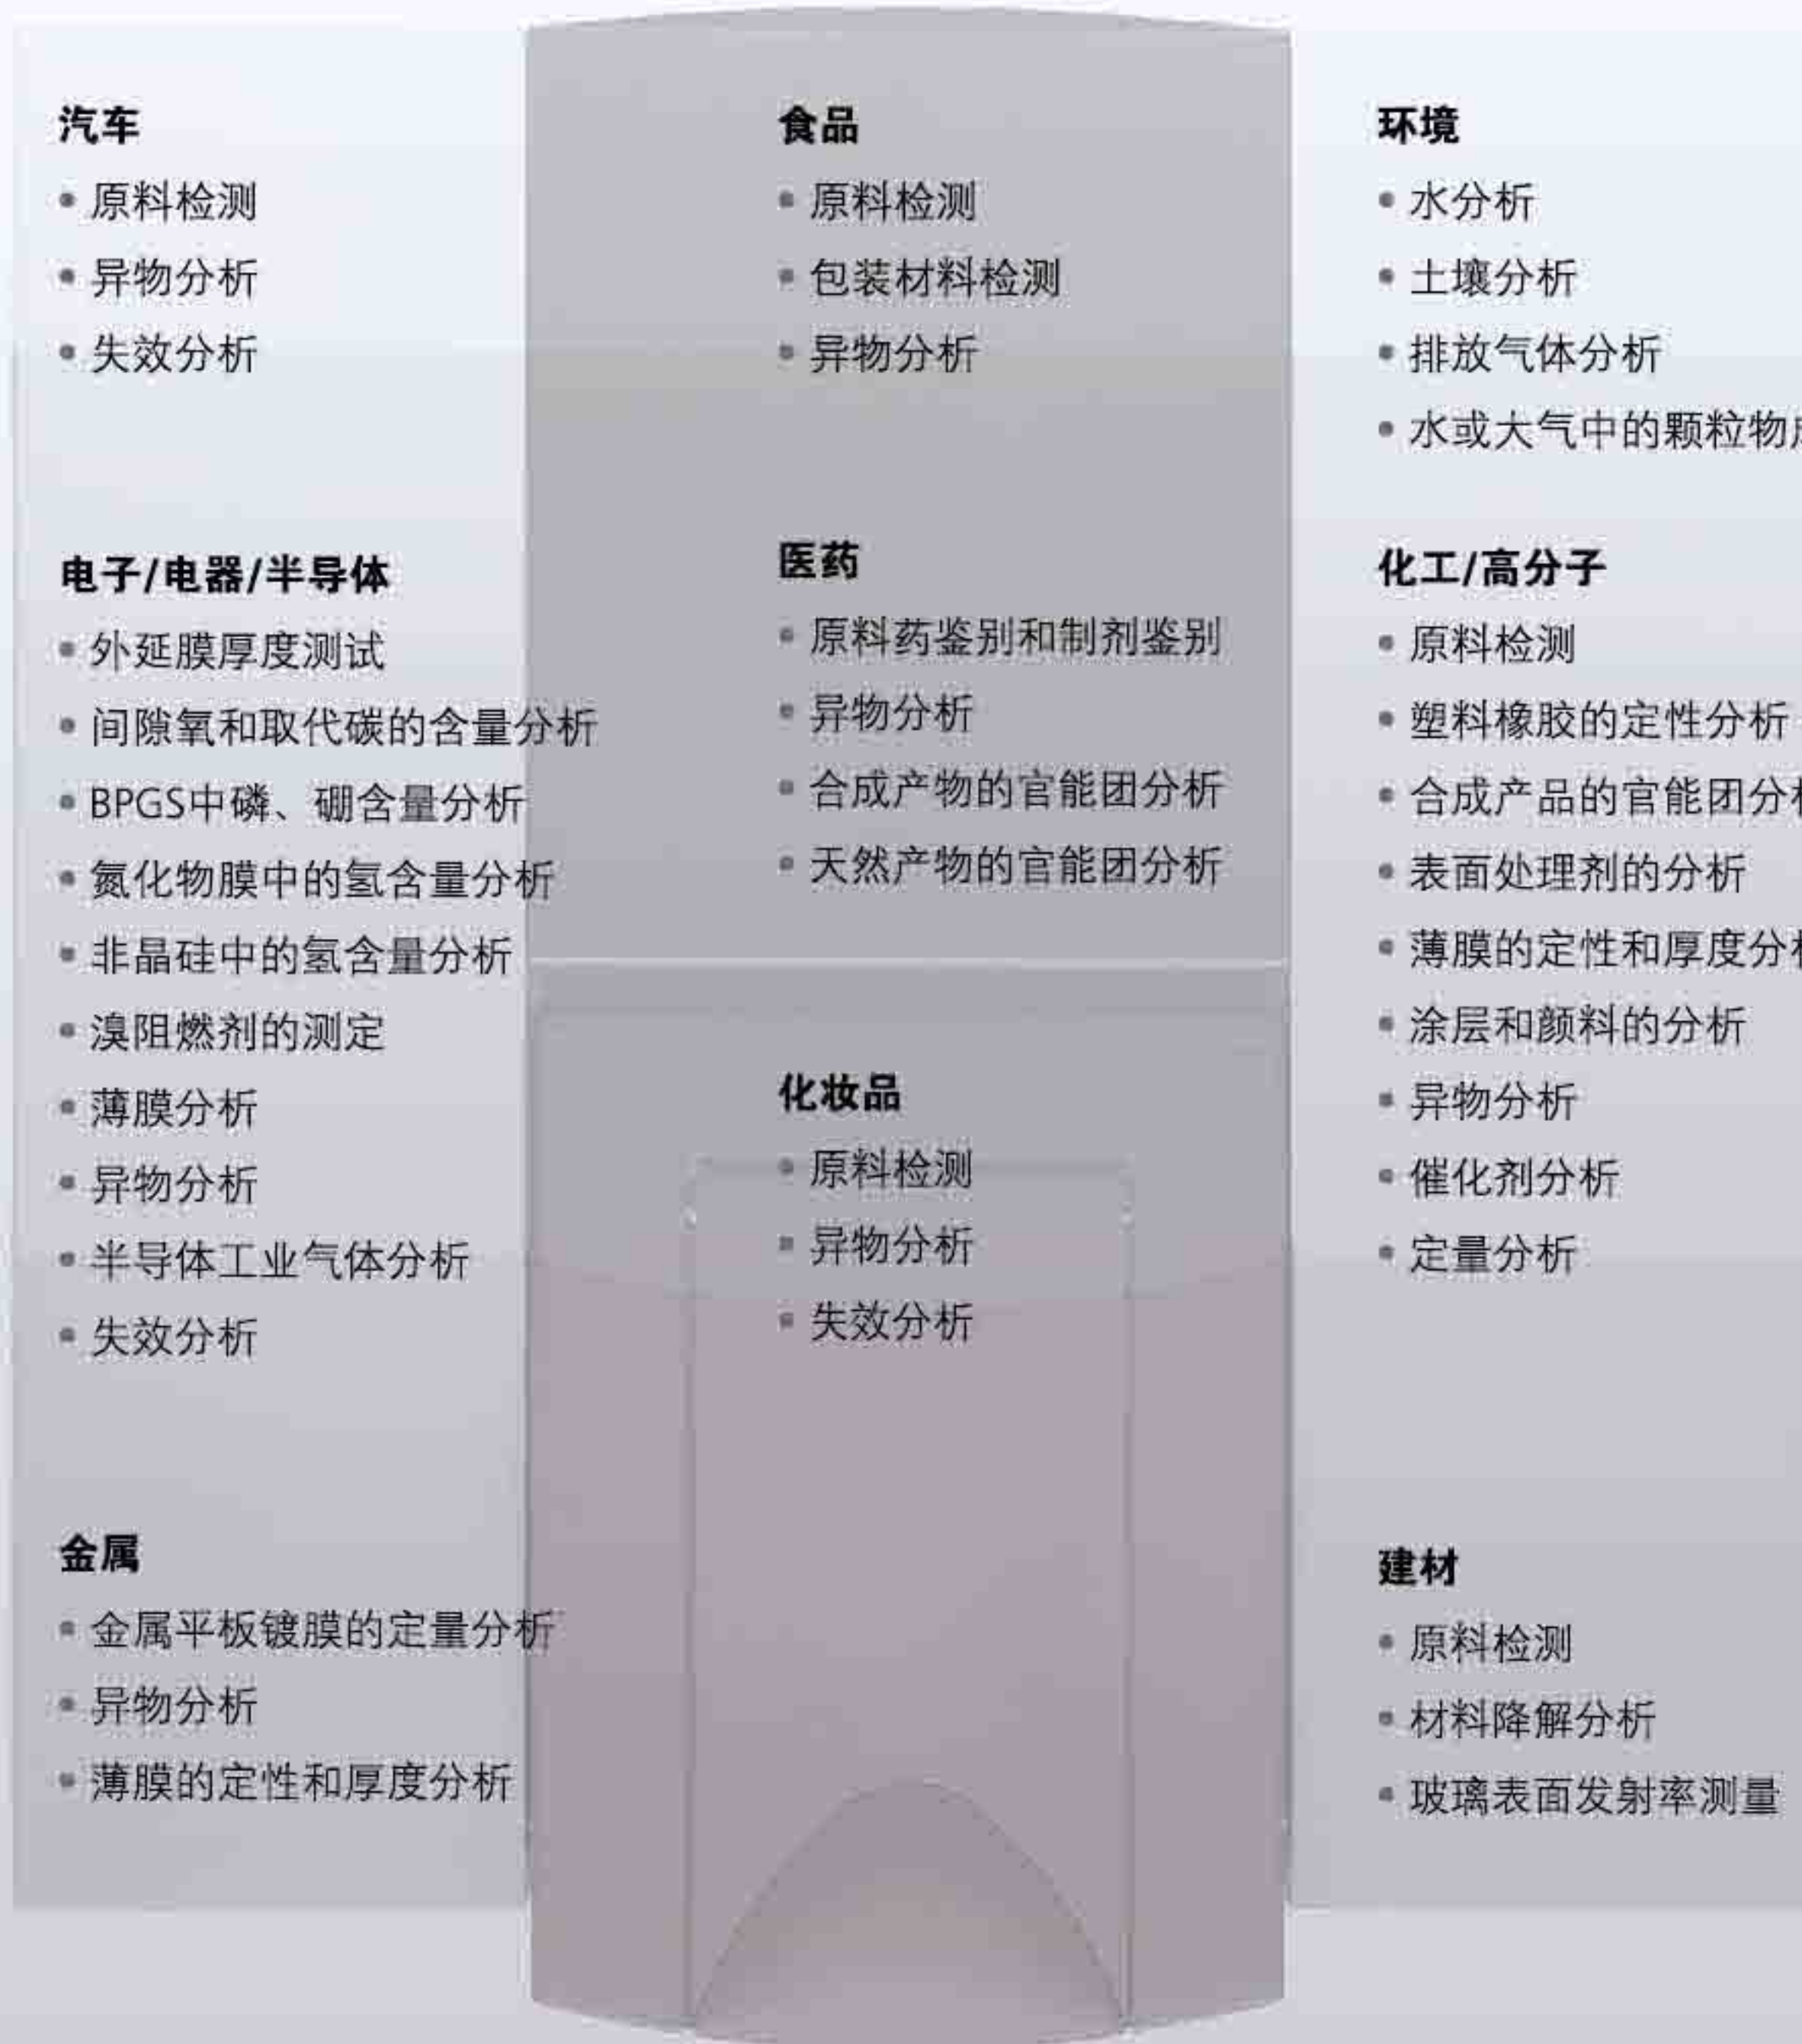 汽车
• 原料检测
• 异物分析
• 失效分析
电子/电器/半导体
• 外延膜厚度测试
• 间隙氧和取代碳的含量分析
• BPGS中磷、硼含量分析
• 氮化物膜中的氢含量分析
• 非晶硅中的氢含量分析
• 溴阻燃剂的测定
• 薄膜分析
• 异物分析
• 半导体工业气体分析
• 失效分析
金属
• 金属平板镀膜的定量分析
• 异物分析
• 薄膜的定性和厚度分析
食品
• 原料检测
• 包装材料检测
• 异物分析
医药
• 原料药鉴别和制剂鉴别
• 异物分析
• 合成产物的官能团分析
• 天然产物的官能团分析
化妆品
• 原料检测
• 异物分析
• 失效分析
环境
• 水分析
• 土壤分析
• 排放气体分析
• 水或大气中的颗粒物
化工/高分子
• 原料检测
• 塑料橡胶的定性分析
• 合成产品的官能团分
• 表面处理剂的分析
• 薄膜的定性和厚度分
• 涂层和颜料的分析
• 异物分析
• 催化剂分析
• 定量分析
建材
• 原料检测
• 材料降解分析
• 玻璃表面发射率测量